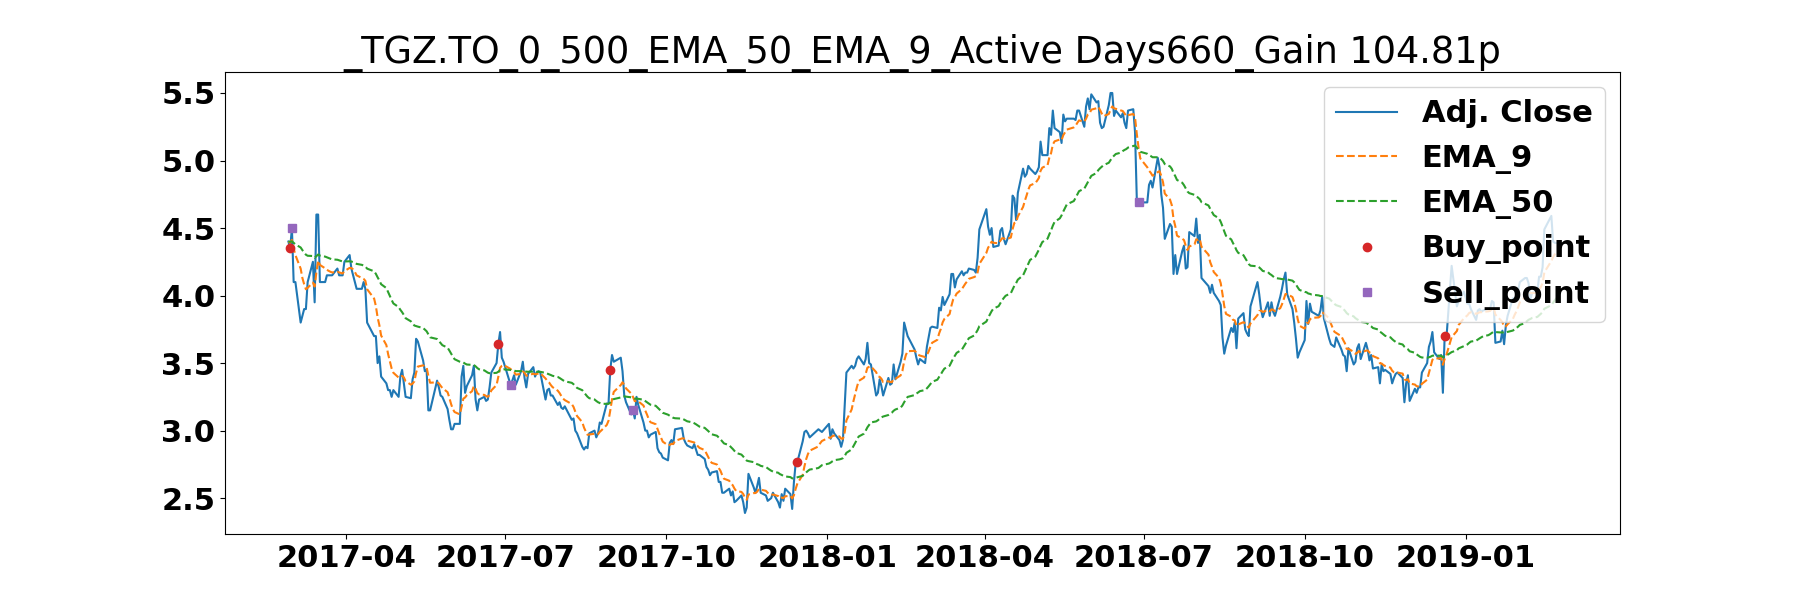 _TGZ.TO_0_500_EMA_50_EMA_9_Active Days660_Gain 104.81p
5.5
5.0
4.5
4.0
3.5
3.0
2.5
Adj. Close
EMA_9
EMA_50
Buy_point
Sell_point
2017-04 2017-07 2017-10 2018-01 2018-04 2018-07 2018-10 2019-01